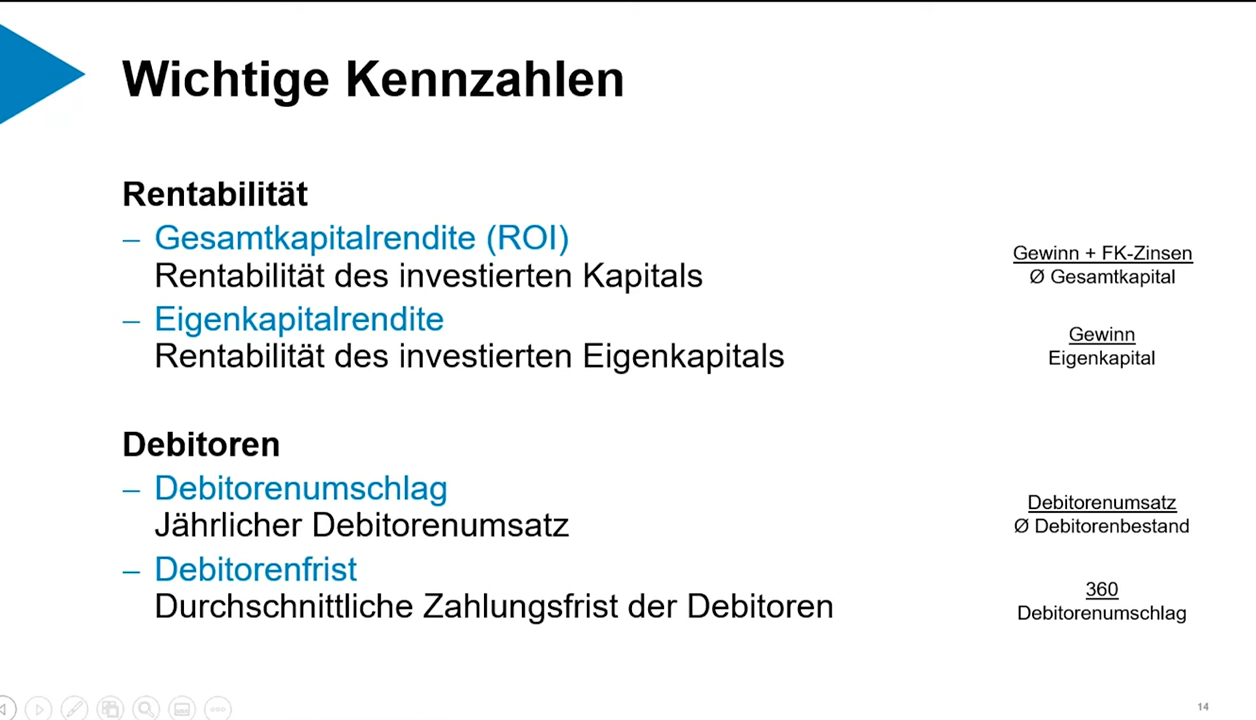 Wichtige Kennzahlen
Rentabilität
– Gesamtkapitalrendite (ROI)
Rentabilität des investierten Kapitals
Gewinn + FK-Zinsen
Ø Gesamtkapital
– Eigenkapitalrendite
Rentabilität des investierten Eigenkapitals
Gewinn
Eigenkapital
Debitoren
– Debitorenumschlag
Jährlicher Debitorenumsatz
Debitorenumsatz
Ø Debitorenbestand
– Debitorenfrist
Durchschnittliche Zahlungsfrist der Debitoren
360
Debitorenumschlag
14